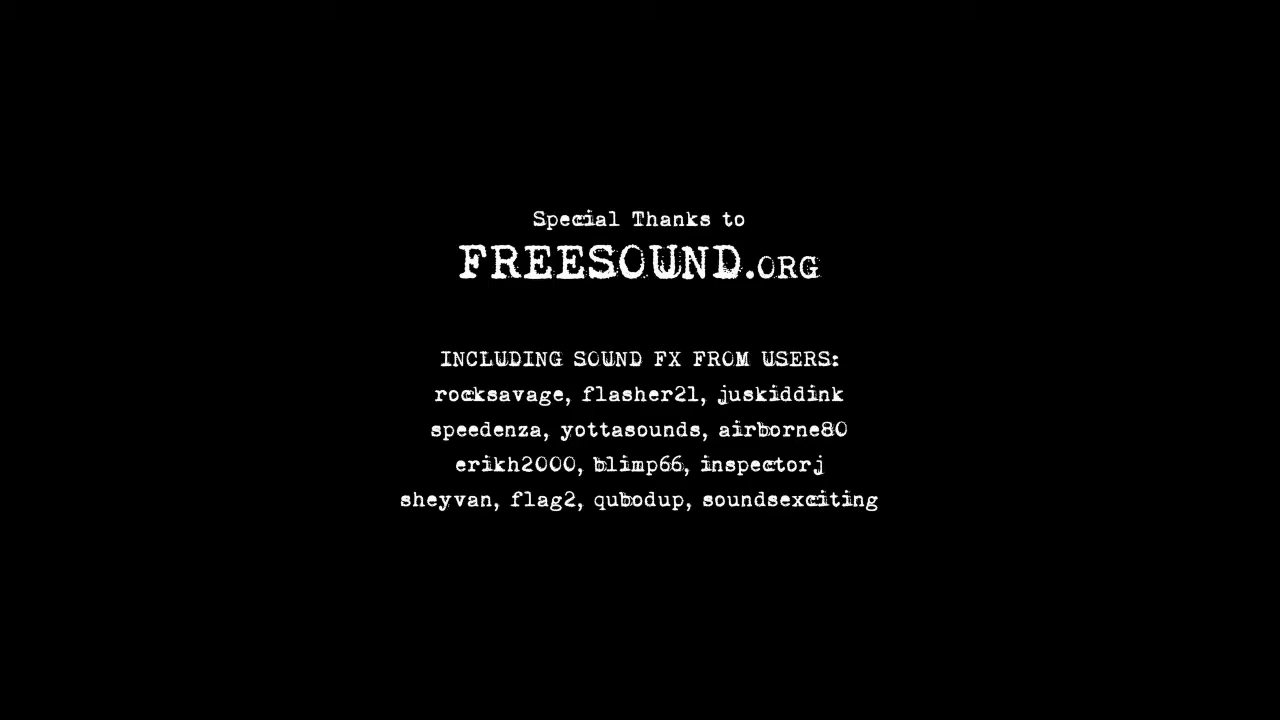 Special Thanks to
FREESOUND.ORG
INCLUDING SOUND FX FROM USERS:
rocksavage, flasher21, juskiddink
speedenza, yottasounds, airborne80
erikh2000, blimp66, inspectorj
sheyvan, flag2, qubodup, soundsexciting